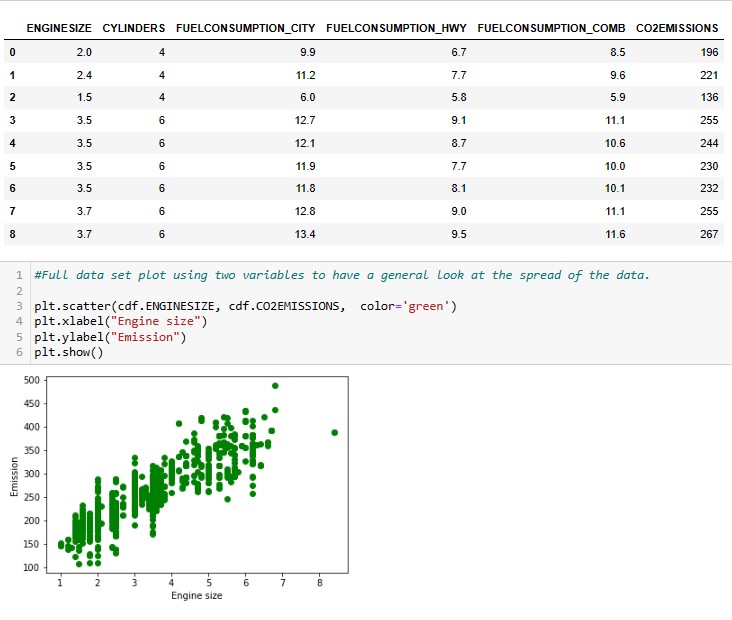 ENGINESIZE CYLINDERS FUELCONSUMPTION_CITY FUELCONSUMPTION_HWY FUELCONSUMPTION_COMB CO2EMISSIONS
0 2.0 4 9.9 6.7 8.5 196
1 2.4 4 11.2 7.7 9.6 221
2 1.5 4 6.0 5.8 5.9 136
3 3.5 6 12.7 9.1 11.1 255
4 3.5 6 12.1 8.7 10.6 244
5 3.5 6 11.9 7.7 10.0 230
6 3.5 6 11.8 8.1 10.1 232
7 3.7 6 12.8 9.0 11.1 255
8 3.7 6 13.4 9.5 11.6 267
1 #Full data set plot using two variables to have a general look at the spread of the data.
2
3 plt.scatter(cdf.ENGINESIZE, cdf.CO2EMISSIONS,  color='green')
4 plt.xlabel("Engine size")
5 plt.ylabel("Emission")
6 plt.show()
500
450
400
350
300
250
200
150
100
Emission
1 2 3 4 5 6 7 8
Engine size